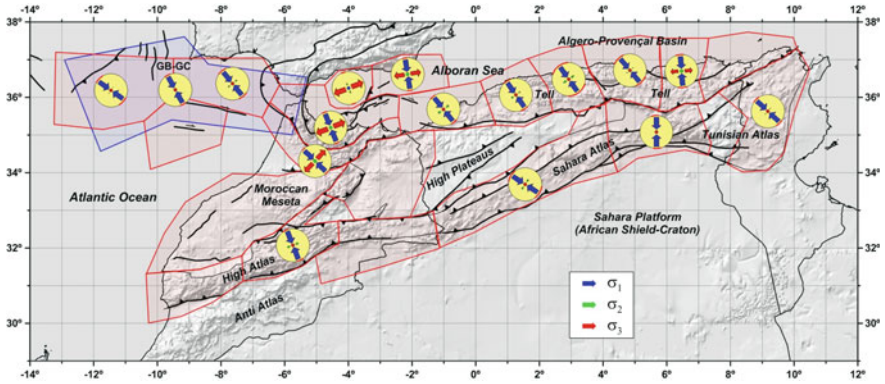 -14° -12° -10° -8° -6° -4° -2° 0° 2° 4° 6° 8° 10° 12°
38° 38°
Algero-Provençal Basin
GB-GC
Alboran Sea
36° 36°
Tell Tell
Tunisian Atlas
34° High Plateaus Sahara Atlas 34°
Moroccan
Meseta
Atlantic Ocean
Sahara Platform
(African Shield-Craton)
32° 32°
High Atlas
σ1
Anti Atlas
σ2
30° σ3 30°
-14° -12° -10° -8° -6° -4° -2° 0° 2° 4° 6° 8° 10° 12°